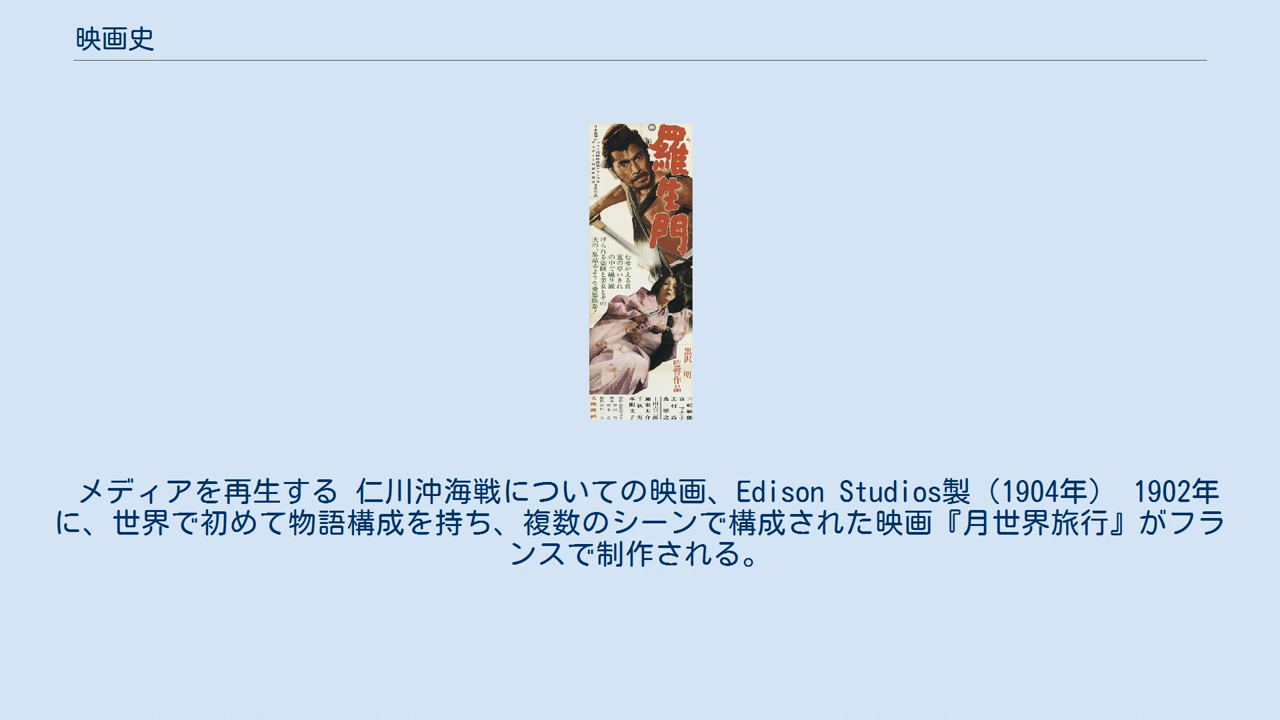 映画史
羅生門
黒沢 明
監督作品
メディアを再生する 仁川沖海戦についての映画、Edison Studios製（1904年） 1902年
に、世界で初めて物語構成を持ち、複数のシーンで構成された映画『月世界旅行』がフラ
ンスで制作される。